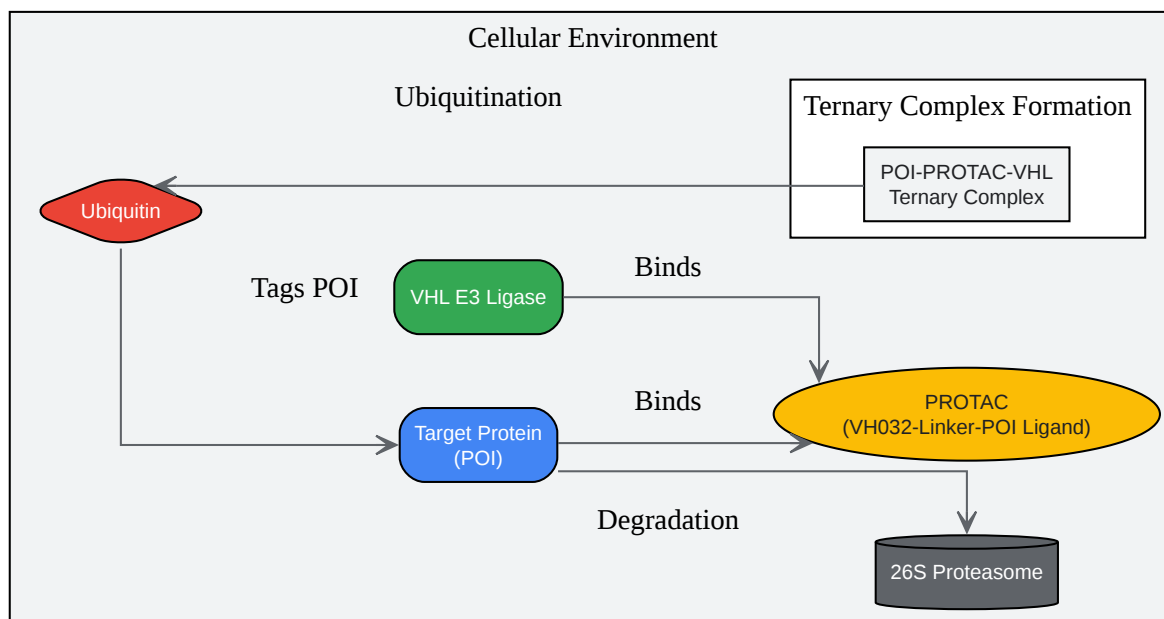 Cellular Environment
Ubiquitination
Ternary Complex Formation
POI-PROTAC-VHL
Ternary Complex
Ubiquitin
Tags POI
VHL E3 Ligase
Binds
Target Protein
(POI)
Binds
PROTAC
(VH032-Linker-POI Ligand)
Degradation
26S Proteasome